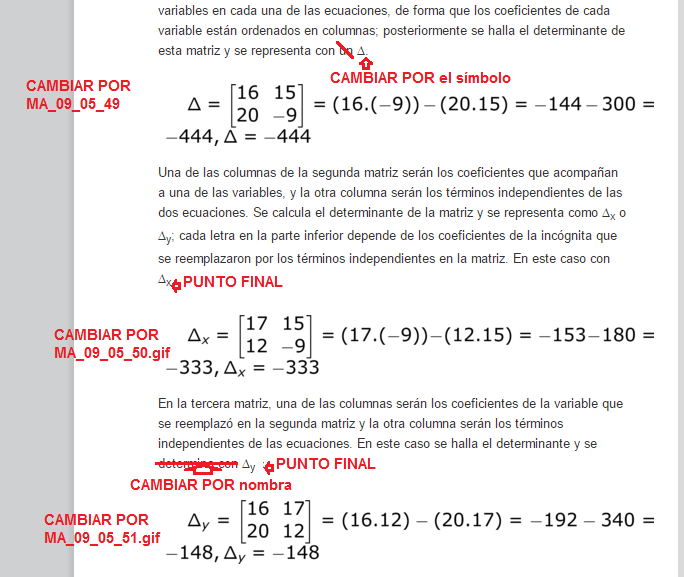 variables en cada una de las ecuaciones, de forma que los coeficientes de cada
variable están ordenados en columnas; posteriormente se halla el determinante de
esta matriz y se representa con un Δ.
CAMBIAR POR el símbolo
CAMBIAR POR
MA_09_05_49
Δ = [16 15
20 −9] = (16.(−9))−(20.15) = −144−300 =
−444, Δ = −444
Una de las columnas de la segunda matriz serán los coeficientes que acompañan
a una de las variables, y la otra columna serán los términos independientes de las
dos ecuaciones. Se calcula el determinante de la matriz y se representa como Δx o
Δy; cada letra en la parte inferior depende de los coeficientes de la incógnita que
se reemplazaron por los términos independientes en la matriz. En este caso con
Δx PUNTO FINAL
CAMBIAR POR
MA_09_05_50.gif
Δx = [17 15
12 −9] = (17.(−9))−(12.15) = −153−180 =
−333, Δx = −333
En la tercera matriz, una de las columnas serán los coeficientes de la variable que
se reemplazó en la segunda matriz y la otra columna serán los términos
independientes de las ecuaciones. En este caso se halla el determinante y se
determina con Δy : PUNTO FINAL
CAMBIAR POR nombra
CAMBIAR POR
MA_09_05_51.gif
Δy = [16 17
20 12] = (16.12) − (20.17) = −192 − 340 =
−148, Δy = −148